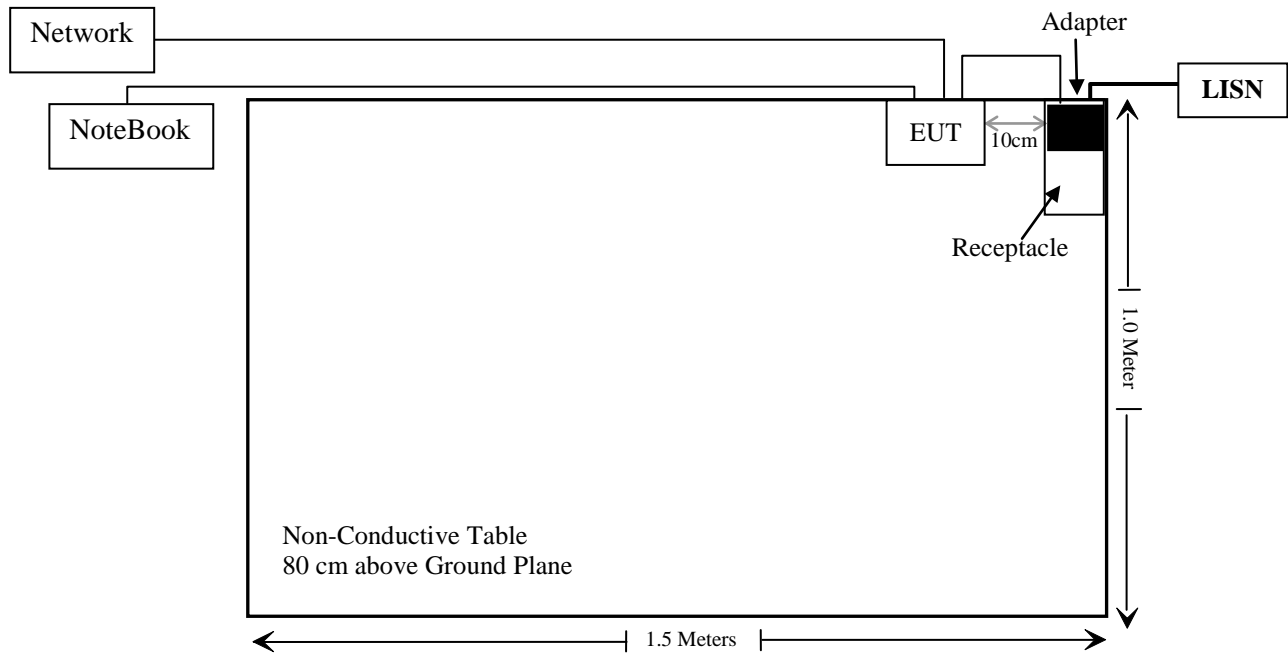 Network
Adapter
LISN
NoteBook
EUT
10cm
Receptacle
1.0 Meter
Non-Conductive Table
80 cm above Ground Plane
1.5 Meters